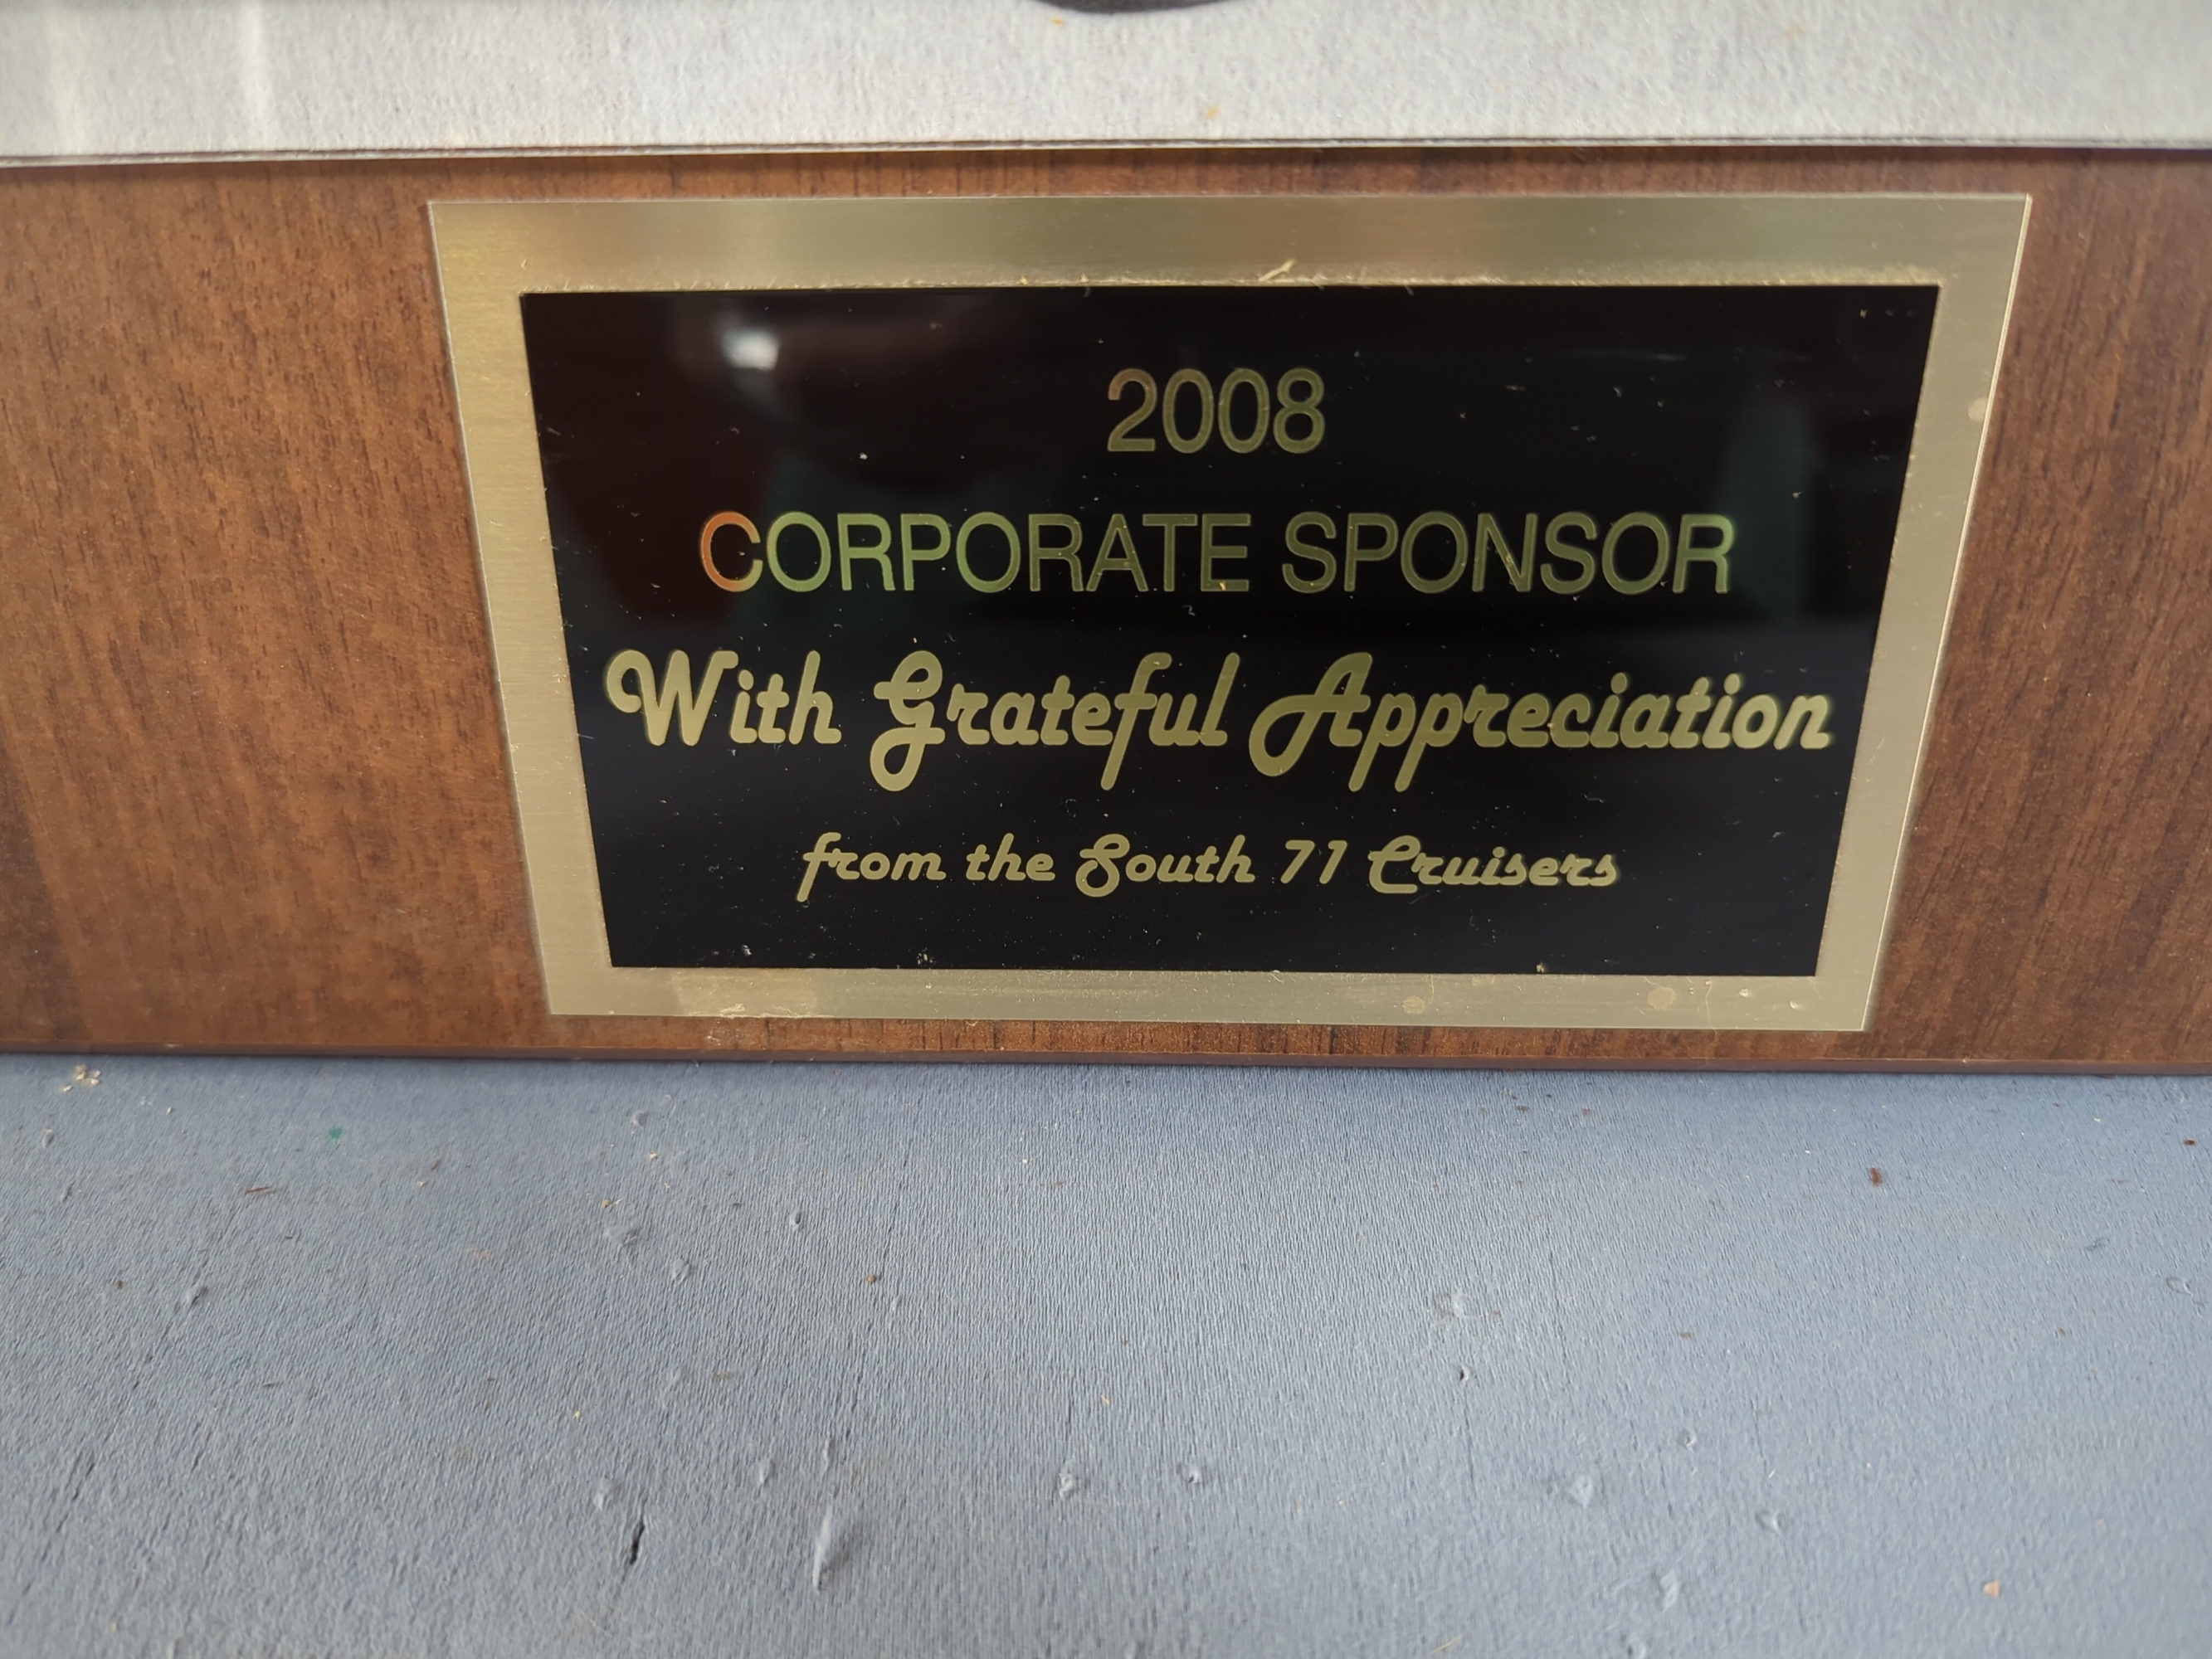 2008
CORPORATE SPONSOR
With Grateful Appreciation
from the South 71 Cruisers